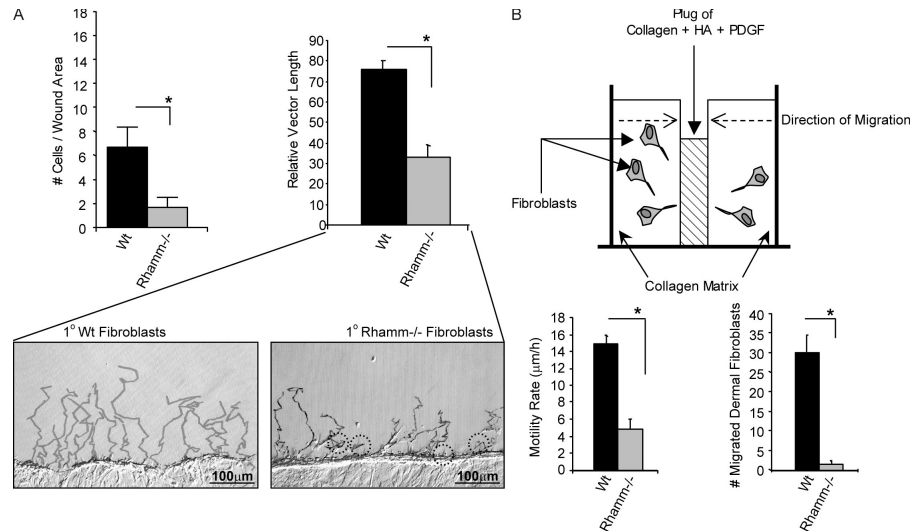 A
# Cells / Wound Area
18
16
14
12
10
8
6
4
2
0
*
Wt
Rhamm-/-
Relative Vector Length
90
80
70
60
50
40
30
20
10
0
*
Wt
Rhamm-/-
1° Wt Fibroblasts
1° Rhamm-/- Fibroblasts
100µm
100µm
B
Plug of
Collagen + HA + PDGF
Direction of Migration
Fibroblasts
Collagen Matrix
Motility Rate (µm/h)
18
16
14
12
10
8
6
4
2
0
*
Wt
Rhamm-/-
# Migrated Dermal Fibroblasts
40
35
30
25
20
15
10
5
0
*
Wt
Rhamm-/-